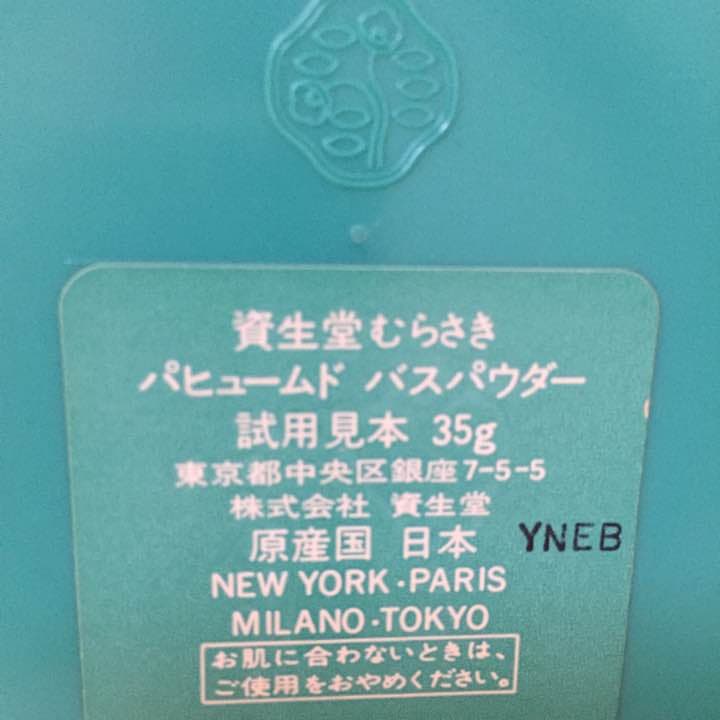 資生堂むらさき
パヒュームド バスパウダー
試用見本 35g
東京都中央区銀座7-5-5
株式会社 資生堂
原産国 日本
YNEB
NEW YORK・PARIS
MILANO・TOKYO
お肌に合わないときは、
ご使用をおやめください。